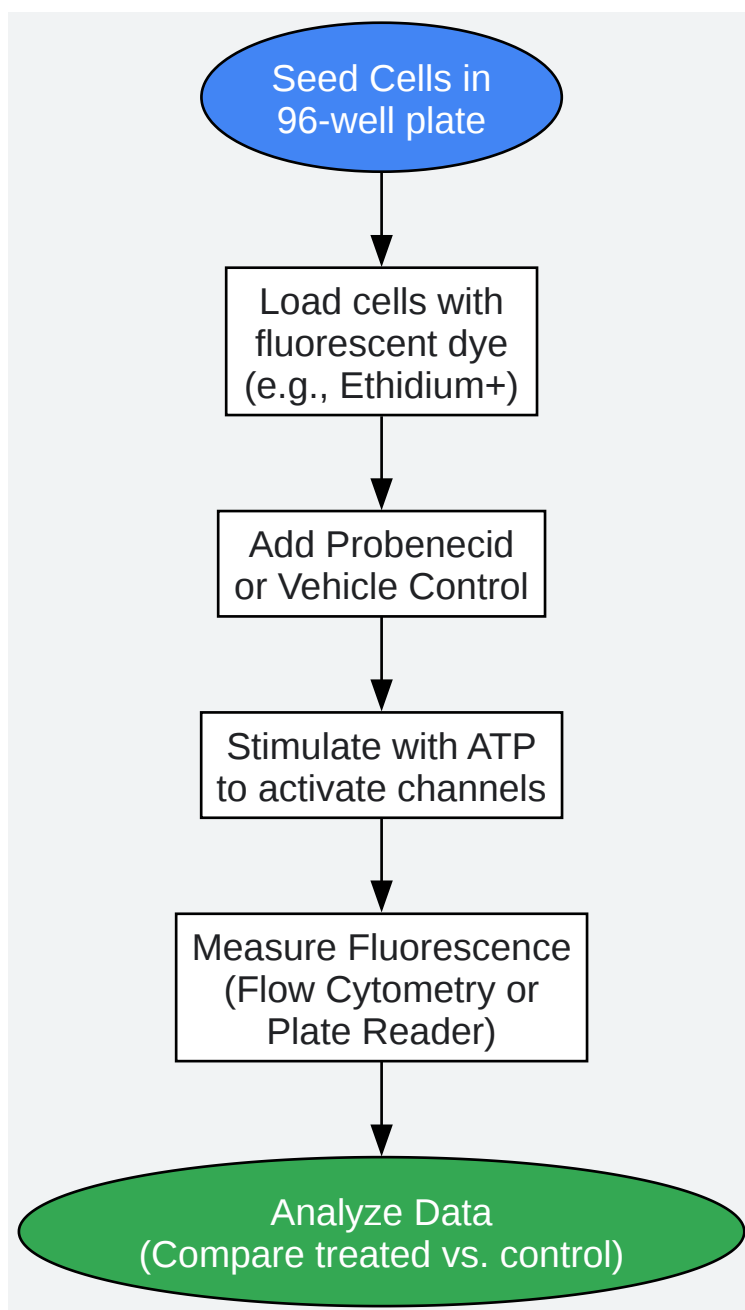 Seed Cells in
96-well plate
Load cells with
fluorescent dye
(e.g., Ethidium+)
Add Probenecid
or Vehicle Control
Stimulate with ATP
to activate channels
Measure Fluorescence
(Flow Cytometry or
Plate Reader)
Analyze Data
(Compare treated vs. control)